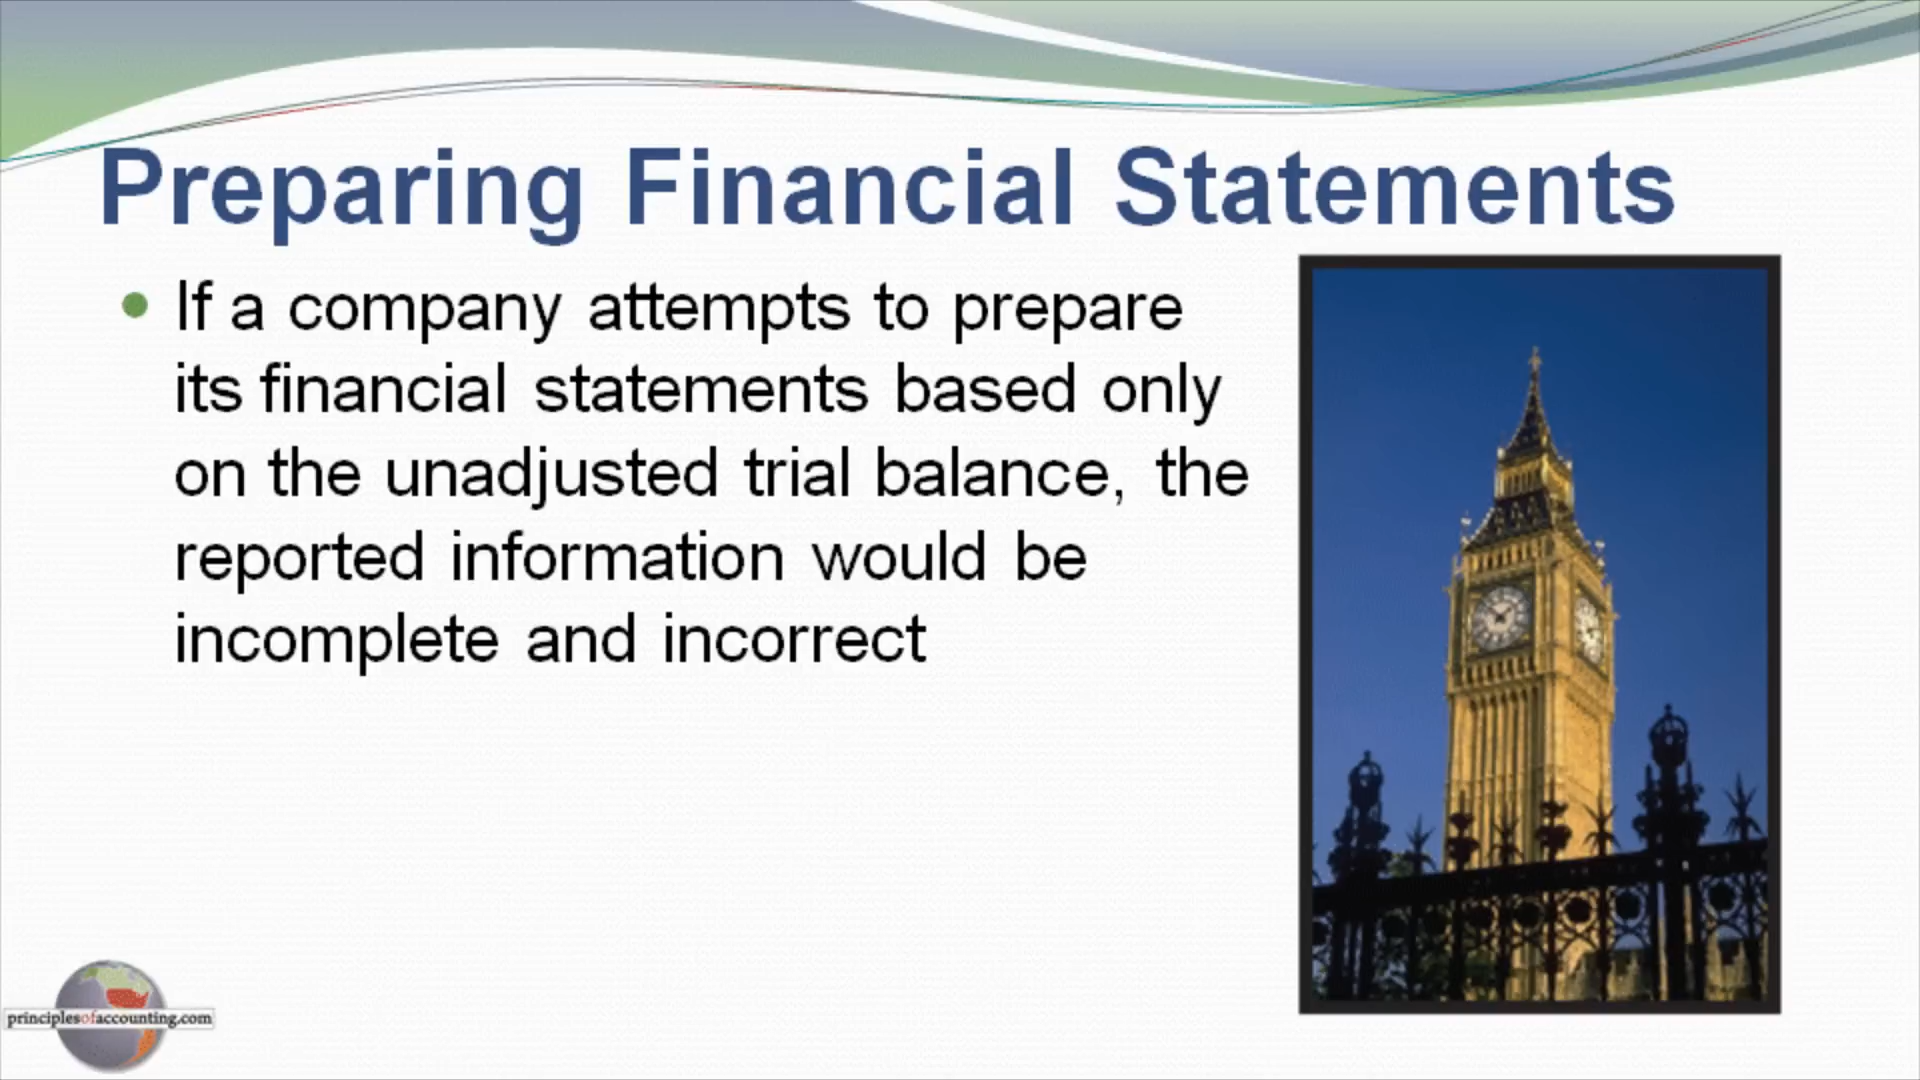 Preparing Financial Statements
If a company attempts to prepare
its financial statements based only
on the unadjusted trial balance, the
reported information would be
incomplete and incorrect
principlesofaccounting.com